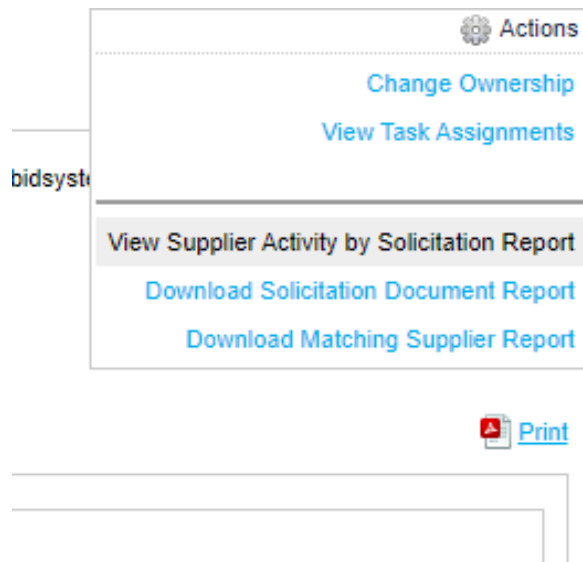 Actions
Change Ownership
View Task Assignments
bidsyste
View Supplier Activity by Solicitation Report
Download Solicitation Document Report
Download Matching Supplier Report
Print